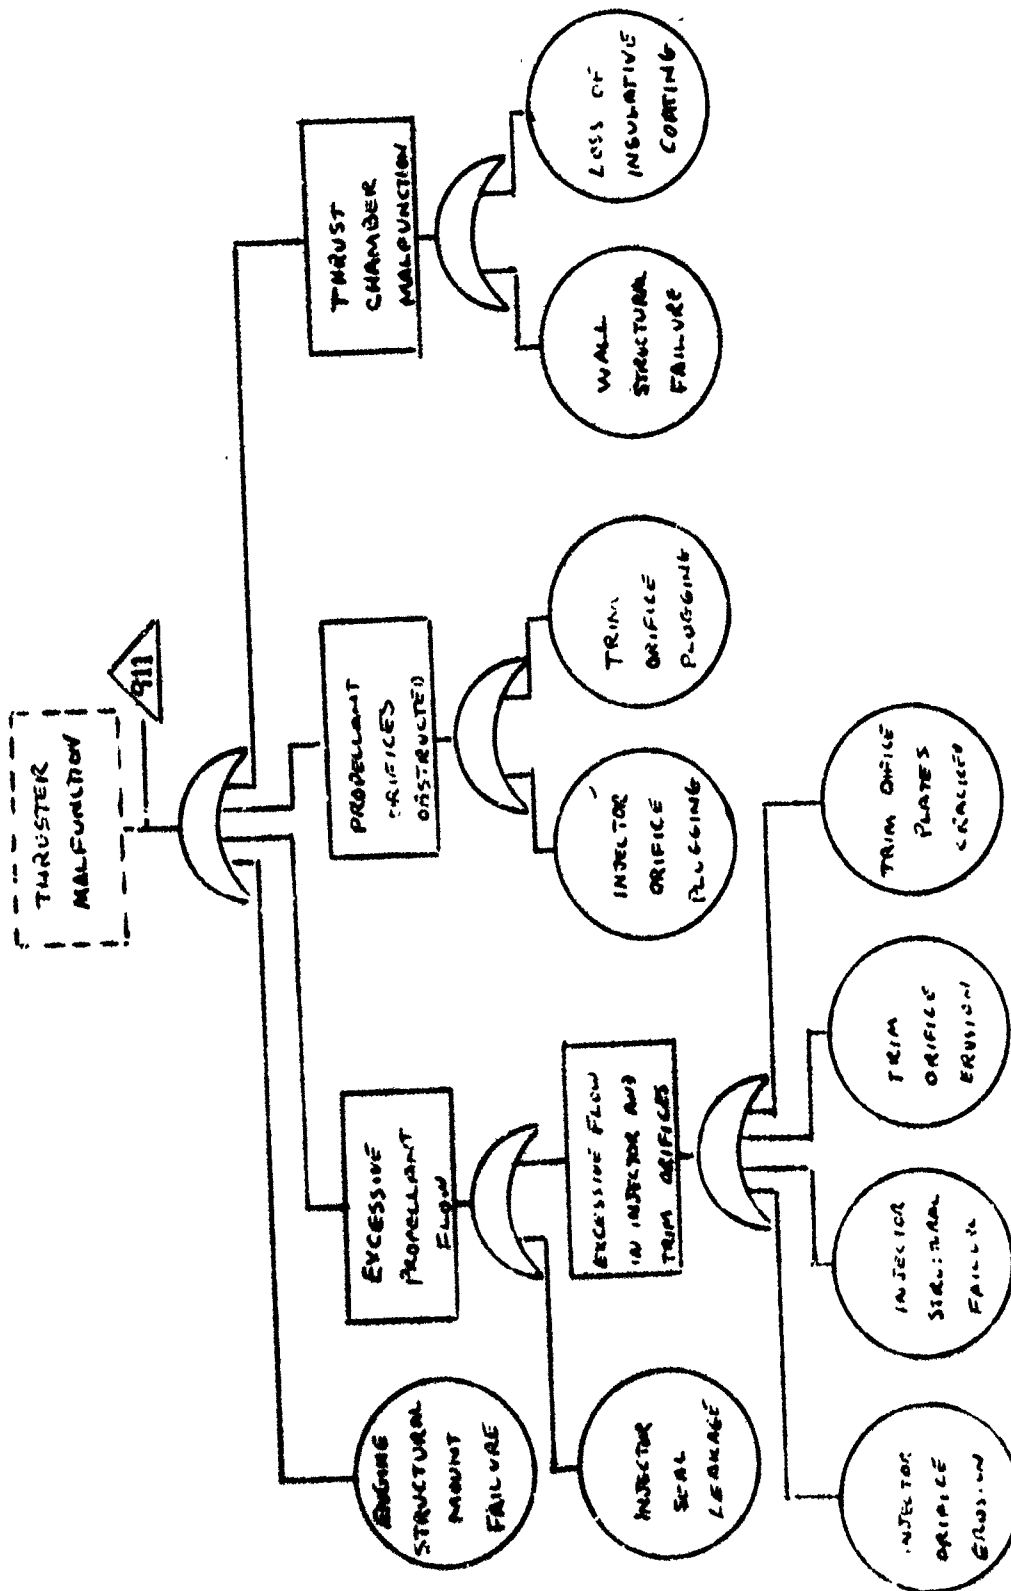 THRUSTER
MALFUNCTION
911
ENGINE
STRUCTURAL
MOUNT
FAILURE
EXCESSIVE
PROPELLANT
FLOW
PROPELLANT
ORIFICES
OBSTRUCTED
THRUST
CHAMBER
MALFUNCTION
INJECTOR
SEAL
LEAKAGE
EXCESSIVE FLOW
IN INJECTOR AND
TRIM ORIFICES
INJECTOR
ORIFICE
PLUGGING
TRIM
ORIFICE
PLUGGING
WALL
STRUCTURAL
FAILURE
LOSS OF
INSULATIVE
COATING
INJECTOR
ORIFICE
EROSION
INJECTOR
STRUCTURAL
FAILURE
TRIM
ORIFICE
EROSION
TRIM OIFICE
PLATES
CRACKED